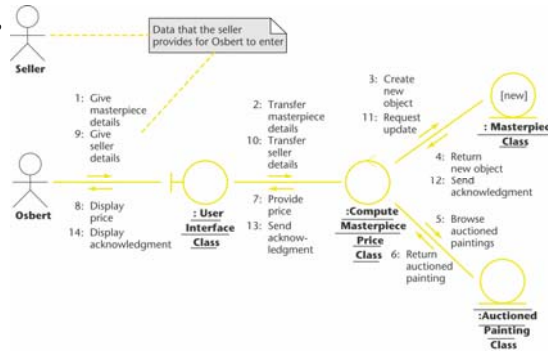 Data that the seller
provides for Osbert to enter
Seller
1: Give
masterpiece
details
9: Give
seller
details
2: Transfer
masterpiece
details
10: Transfer
seller
details
3: Create
new
object
11: Request
update
[new]
: Masterpiec
Class
4: Return
new object
12: Send
acknowledgment
Osbert
8: Display
price
14: Display
acknowledgment
: User
Interface
Class
7: Provide
price
13: Send
acknow-
ledgment
:Compute
Masterpiece
Price
Class
5: Browse
auctioned
paintings
6: Return
auctioned
painting
:Auctioned
Painting
Class